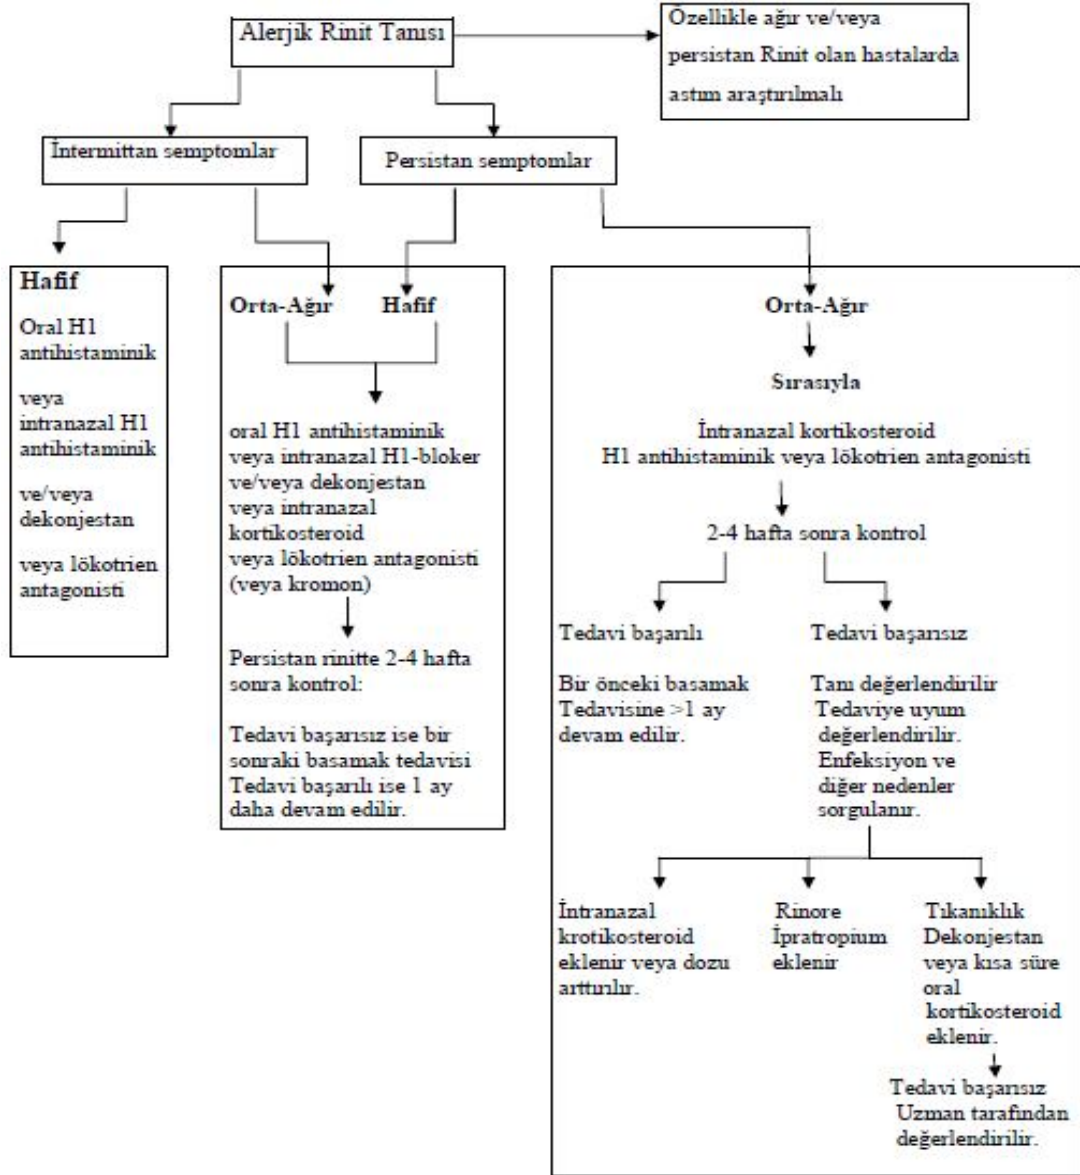 Alerjik Rinit Tanısı
Özellikle ağır ve/veya
persistan Rinit olan hastalarda
astım araştırılmalı
İntermittan semptomlar
Persistan semptomlar
Hafif
Oral H1
antihistaminik
veya
intranazal H1
antihistaminik
ve/veya
dekonjestan
veya lökotrien
antagonisti
Orta-Ağır
Hafif
oral H1 antihistaminik
veya intranazal H1-bloker
ve/veya dekonjestan
veya intranazal
kortikosteroid
veya lökotrien antagonisti
(veya kromon)
Persistan rinitte 2-4 hafta
sonra kontrol:
Tedavi başarısız ise bir
sonraki basamak tedavisi
Tedavi başarılı ise 1 ay
daha devam edilir.
Orta-Ağır
Sırasıyla
İntranazal kortikosteroid
H1 antihistaminik veya lökotrien antagonisti
2-4 hafta sonra kontrol
Tedavi başarılı
Bir önceki basamak
Tedavisine >1 ay
devam edilir.
Tedavi başarısız
Tanı değerlendirilir
Tedaviye uyum
değerlendirilir.
Enfeksiyon ve
diğer nedenler
sorgulanır.
İntranazal
krotikosteroid
eklenir veya dozu
arttırılır.
Rinore
İpratropium
eklenir
Tıkanıklık
Dekonjestan
veya kısa süre
oral
kortikosteroid
eklenir.
Tedavi başarısız
Uzman tarafından
değerlendirilir.